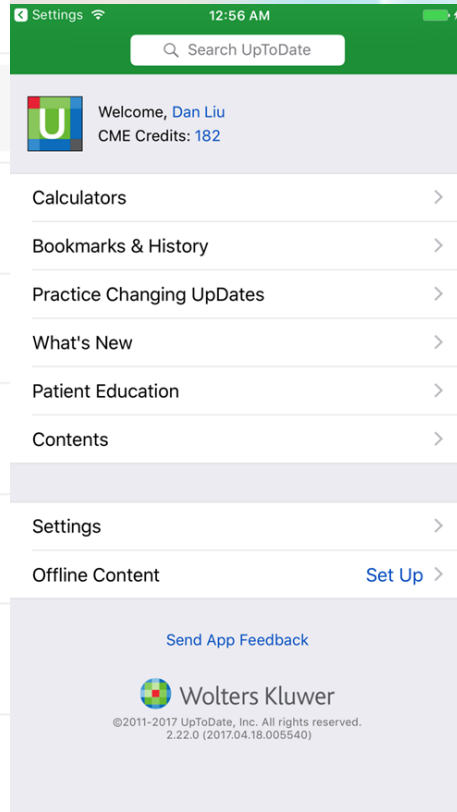 Settings
12:56 AM
Search UpToDate
U
Welcome, Dan Liu
CME Credits: 182
Calculators
Bookmarks & History
Practice Changing UpDates
What's New
Patient Education
Contents
Settings
Offline Content Set Up
Send App Feedback
Wolters Kluwer
©2011-2017 UpToDate, Inc. All rights reserved.
2.22.0 (2017.04.18.005540)